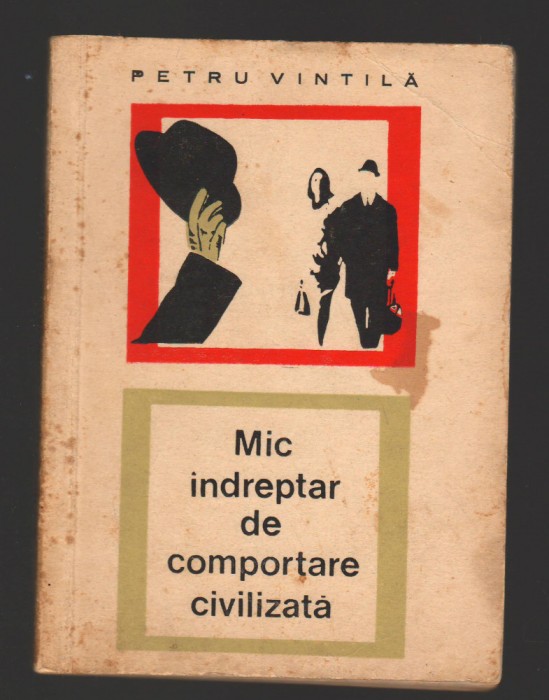 PETRU VINTILĂ
Mic
indreptar
de
comportare
civilizată